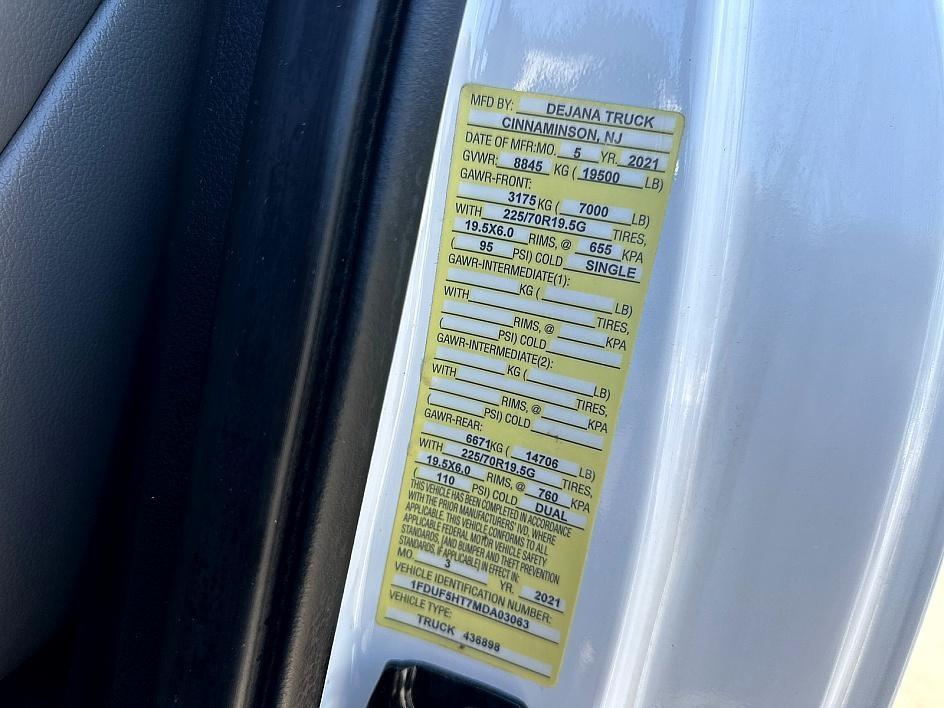 MFD BY: DEJANA TRUCK
CINNAMINSON, NJ
DATE OF MFR:MO. 5 YR. 2021
GVWR: 8845 KG ( 19500 LB)
GAWR-FRONT:
3175 KG ( 7000 LB)
WITH 225/70R19.5G TIRES,
19.5X6.0 RIMS, @ 655 KPA
( 95 PSI) COLD SINGLE
GAWR-INTERMEDIATE(1):
KG ( LB)
WITH TIRES,
RIMS, @ KPA
( PSI) COLD
GAWR-INTERMEDIATE(2):
KG ( LB)
WITH TIRES,
RIMS, @ KPA
( PSI) COLD
GAWR-REAR:
6671 KG ( 14706 LB)
WITH 225/70R19.5G TIRES,
19.5X6.0 RIMS, @ 760 KPA
( 110 PSI) COLD DUAL
THIS VEHICLE HAS BEEN COMPLETED IN ACCORDANCE
WITH THE PRIOR MANUFACTURERS' IVD, WHERE
APPLICABLE. THIS VEHICLE CONFORMS TO ALL
APPLICABLE FEDERAL MOTOR VEHICLE SAFETY
STANDARDS, [AND BUMPER AND THEFT PREVENTION
STANDARDS, IF APPLICABLE] IN EFFECT IN:
MO. 3 YR. 2021
VEHICLE IDENTIFICATION NUMBER:
1FDUF5HT7MDA03063
VEHICLE TYPE:
TRUCK 436898